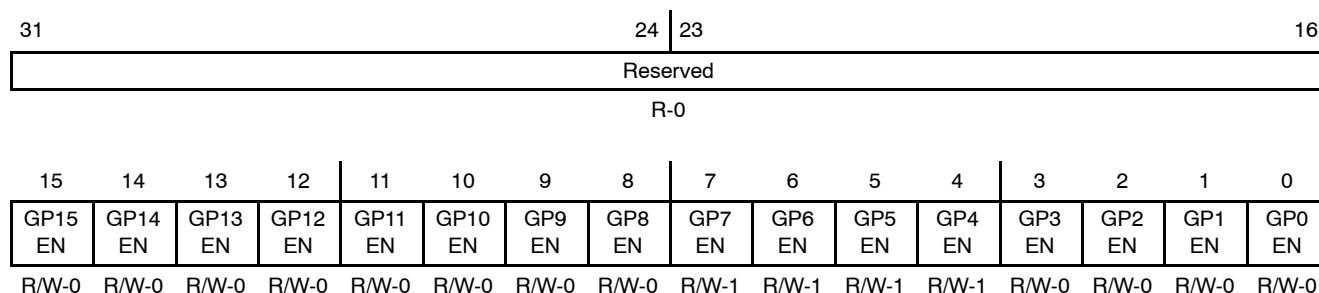 31 24 23 16
Reserved
R-0
15 14 13 12 11 10 9 8 7 6 5 4 3 2 1 0
GP15 GP14 GP13 GP12 GP11 GP10 GP9 GP8 GP7 GP6 GP5 GP4 GP3 GP2 GP1 GP0
EN EN EN EN EN EN EN EN EN EN EN EN EN EN EN EN
R/W-0 R/W-0 R/W-0 R/W-0 R/W-0 R/W-0 R/W-0 R/W-0 R/W-1 R/W-1 R/W-1 R/W-1 R/W-0 R/W-0 R/W-0 R/W-0